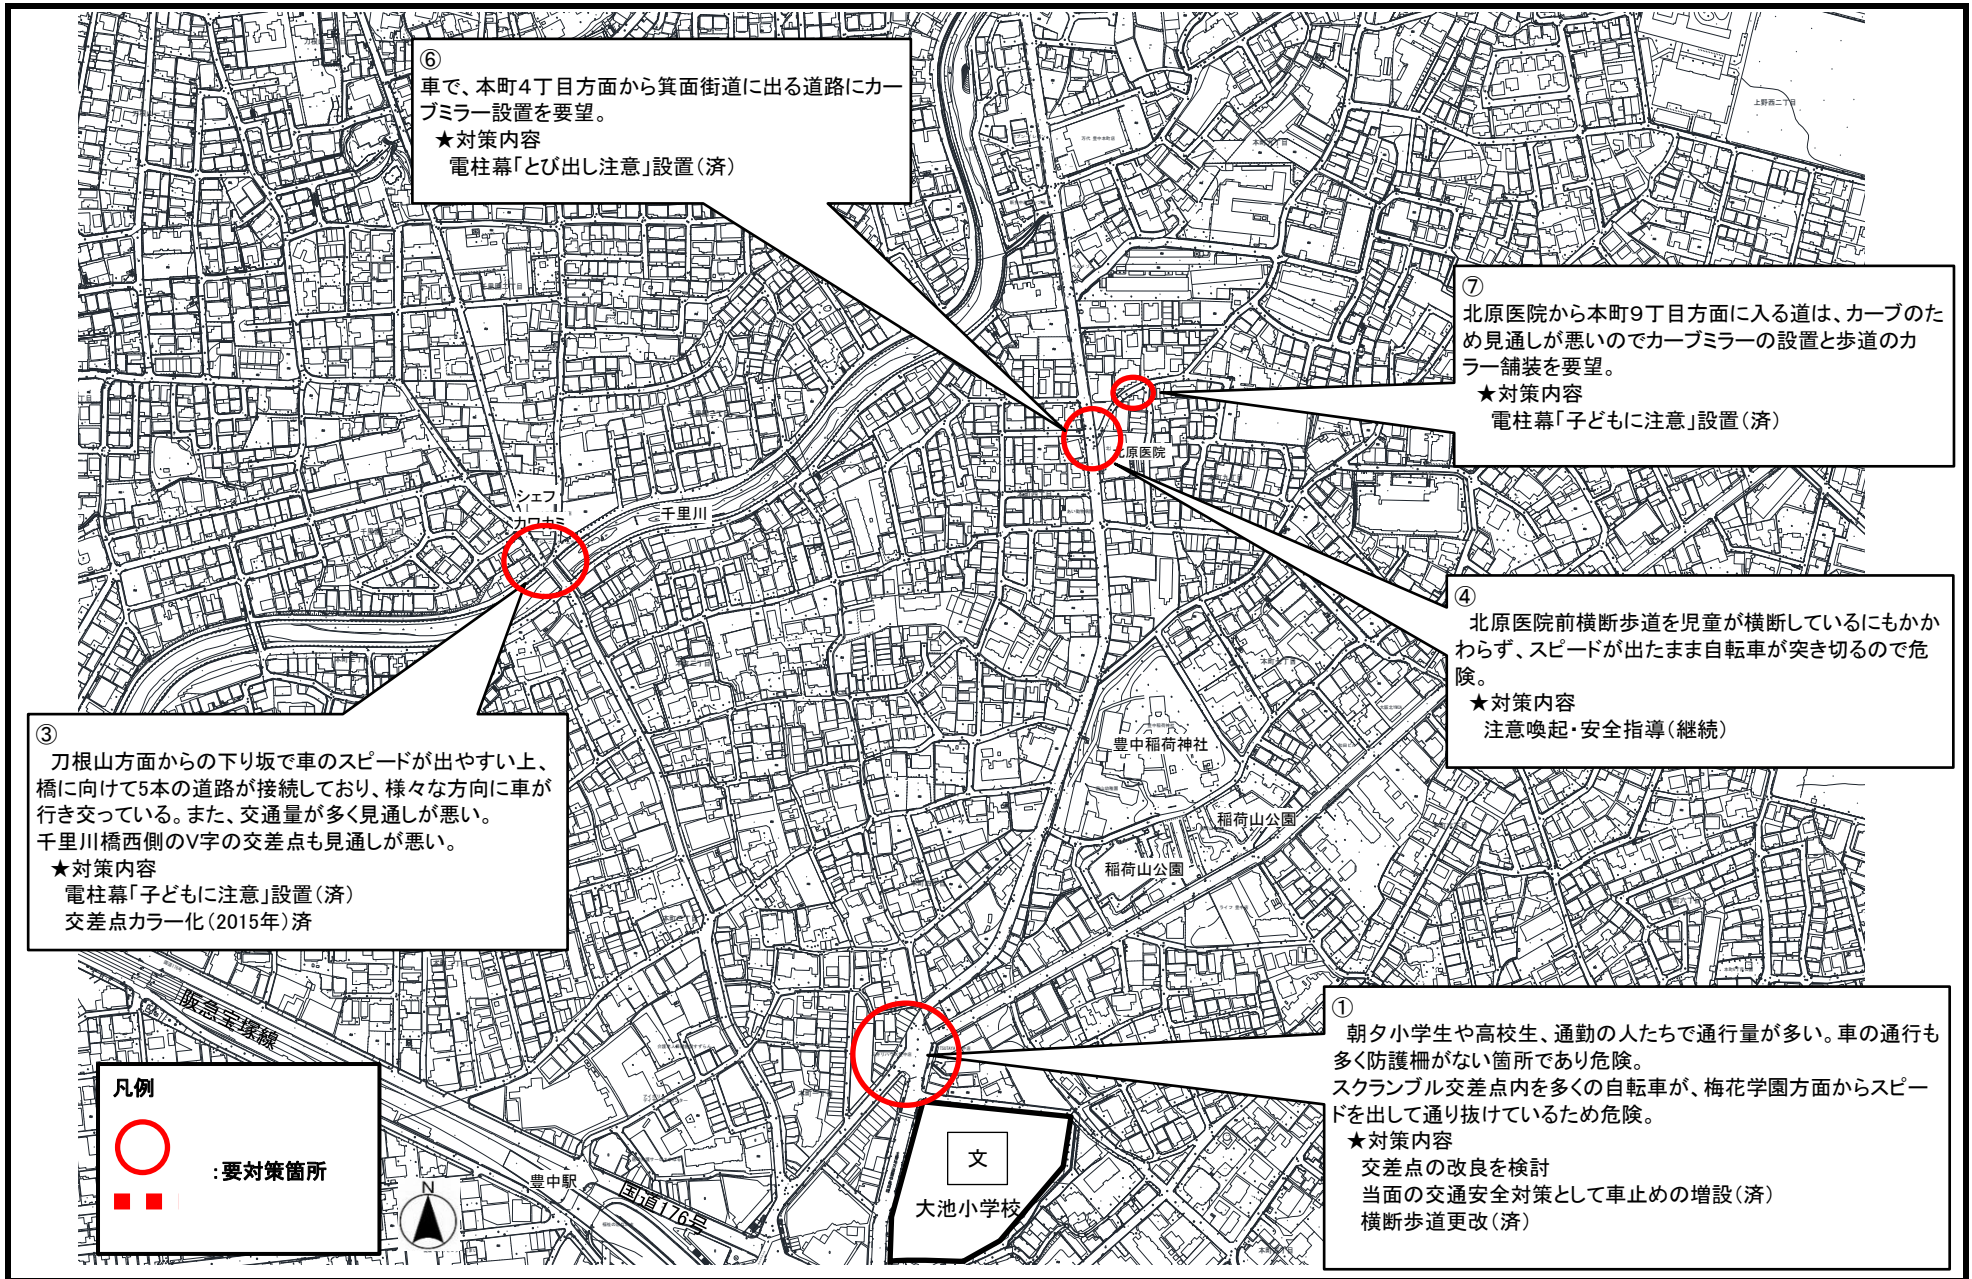 ⑥
車で、本町4丁目方面から箕面街道に出る道路にカー
ブミラー設置を要望。
★対策内容
電柱幕「とび出し注意」設置(済)
⑦
北原医院から本町9丁目方面に入る道は、カーブのた
め見通しが悪いのでカーブミラーの設置と歩道のカ
ラー舗装を要望。
★対策内容
電柱幕「子どもに注意」設置(済)
上野西二丁目
北原医院
シェフ
カワカミ
千里川
④
北原医院前横断歩道を児童が横断しているにもかか
わらず、スピードが出たまま自転車が突き切るので危
険。
★対策内容
注意喚起・安全指導(継続)
③
刀根山方面からの下り坂で車のスピードが出やすい上、
橋に向けて5本の道路が接続しており、様々な方向に車が
行き交っている。また、交通量が多く見通しが悪い。
千里川橋西側のV字の交差点も見通しが悪い。
★対策内容
電柱幕「子どもに注意」設置(済)
交差点カラー化(2015年)済
豊中稲荷神社
稲荷山公園
稲荷山公園
①
朝夕小学生や高校生、通勤の人たちで通行量が多い。車の通行も
多く防護柵がない箇所であり危険。
スクランブル交差点内を多くの自転車が、梅花学園方面からスピー
ドを出して通り抜けているため危険。
★対策内容
交差点の改良を検討
当面の交通安全対策として車止めの増設(済)
横断歩道更改(済)
阪急宝塚線
凡例
:要対策箇所
N
豊中駅
国道176号
文
大池小学校